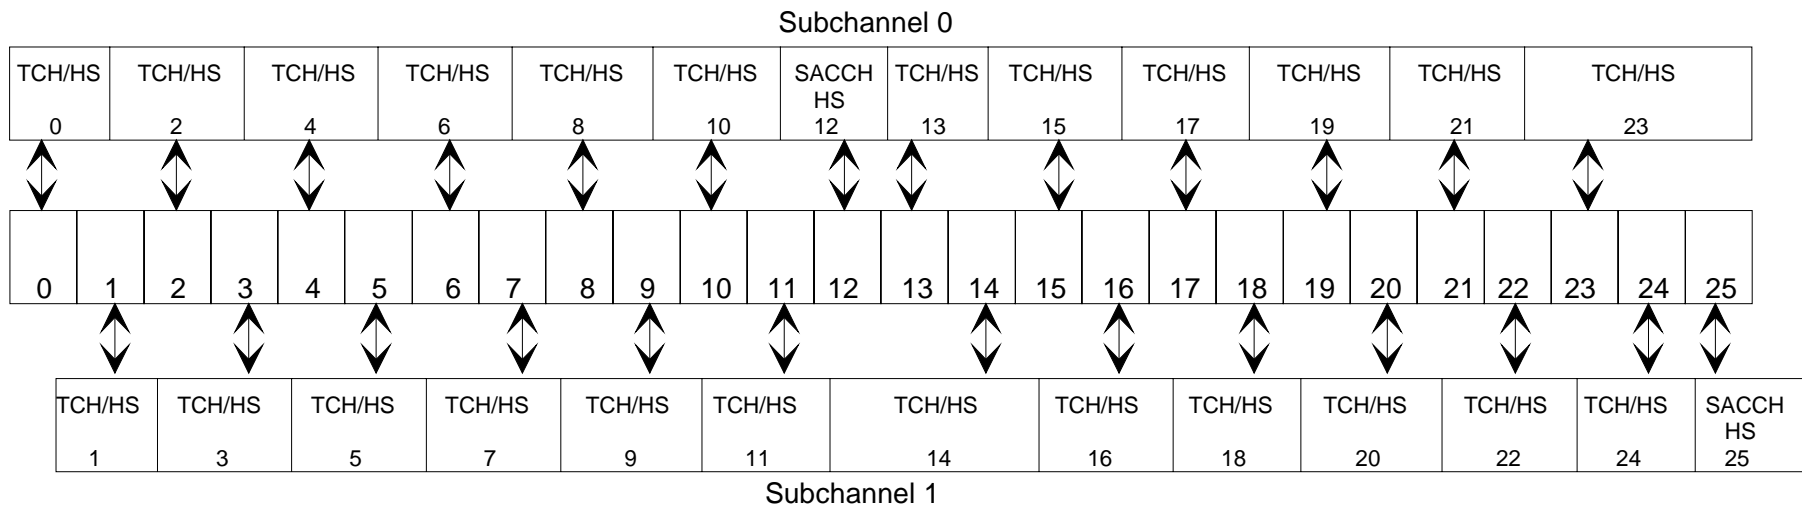 Subchannel 0
TCH/HS TCH/HS TCH/HS TCH/HS TCH/HS TCH/HS SACCH TCH/HS TCH/HS TCH/HS TCH/HS TCH/HS TCH/HS
HS
0 2 4 6 8 10 12 13 15 17 19 21 23
0 1 2 3 4 5 6 7 8 9 10 11 12 13 14 15 16 17 18 19 20 21 22 23 24 25
TCH/HS TCH/HS TCH/HS TCH/HS TCH/HS TCH/HS TCH/HS TCH/HS TCH/HS TCH/HS TCH/HS TCH/HS SACCH
HS
1 3 5 7 9 11 14 16 18 20 22 24 25
Subchannel 1